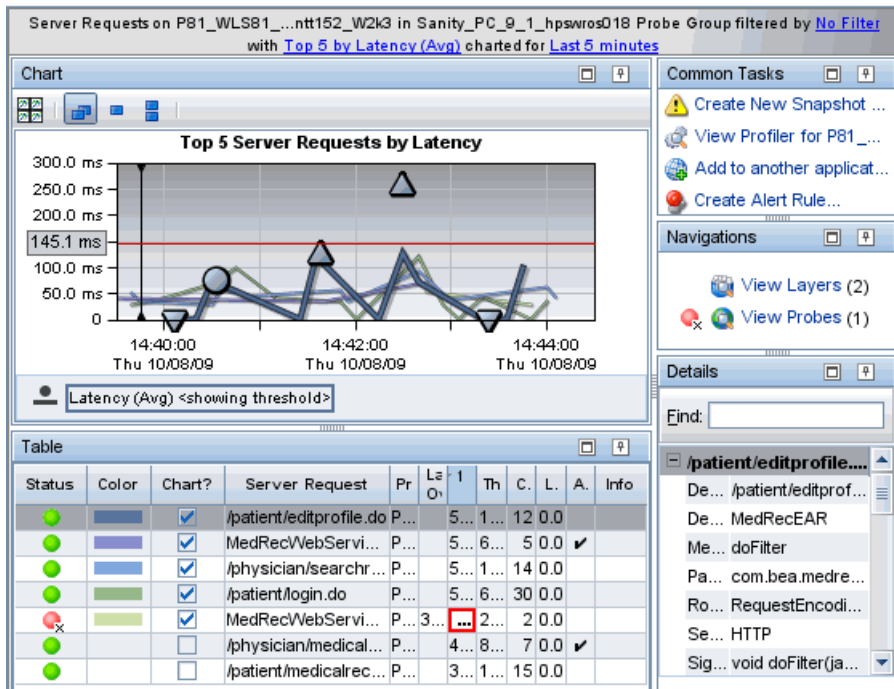 Server Requests on P81_WLS81_...ntt152_W2k3 in Sanity_PC_9_1_hpswros018 Probe Group filtered by No Filter
with Top 5 by Latency (Avg) charted for Last 5 minutes
Chart
Top 5 Server Requests by Latency
300.0 ms
250.0 ms
200.0 ms
145.1 ms
100.0 ms
50.0 ms
0
14:40:00 14:42:00 14:44:00
Thu 10/08/09 Thu 10/08/09 Thu 10/08/09
Latency (Avg) <showing threshold>
Table
Status Color Chart? Server Request Pr 1 Th C. L. A. Info
/patient/editprofile.do P... 5... 1... 12 0.0
MedRecWebServi... P... 5... 6... 5 0.0 ✔
/physician/searchr... P... 5... 1... 14 0.0
/patient/login.do P... 5... 6... 30 0.0
MedRecWebServi... P... 3... ... 2... 2 0.0
/physician/medical... P... 4... 8... 7 0.0 ✔
/patient/medicalrec... P... 3... 1... 15 0.0
Common Tasks
Create New Snapshot ...
View Profiler for P81_...
Add to another applicat...
Create Alert Rule...
Navigations
View Layers (2)
View Probes (1)
Details
Find:
/patient/editprofile....
De... /patient/editprof...
De... MedRecEAR
Me... doFilter
Pa... com.bea.medre...
Ro... RequestEncodi...
Se... HTTP
Sig... void doFilter(ja...